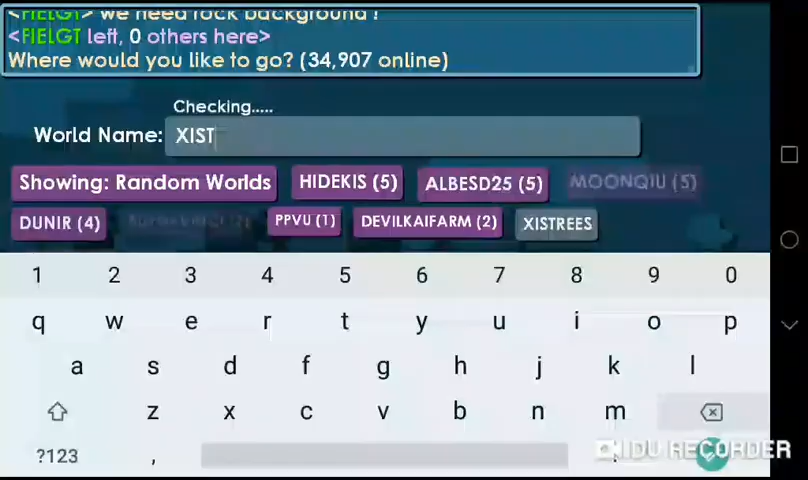 <FIELGT> we need rock background !
<FIELGT left, 0 others here>
Where would you like to go? (34,907 online)
Checking.....
World Name: XIST
Showing: Random Worlds HIDEKIS (5) ALBESD25 (5) MOONQIU (5)
DUNIR (4) PPVU (1) DEVILKAIFARM (2) XISTREES
1 2 3 4 5 6 7 8 9 0
q w e r t y u i o p
a s d f g h j k l
z x c v b n m
?123 , .
DU RECORDER